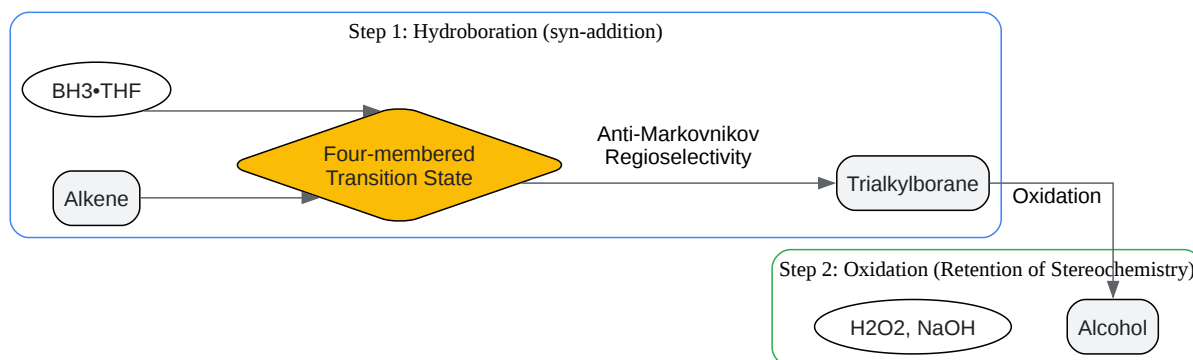 Step 1: Hydroboration (syn-addition)
BH3•THF
Four-membered
Transition State
Alkene
Anti-Markovnikov
Regioselectivity
Trialkylborane
Oxidation
Step 2: Oxidation (Retention of Stereochemistry)
H2O2, NaOH
Alcohol